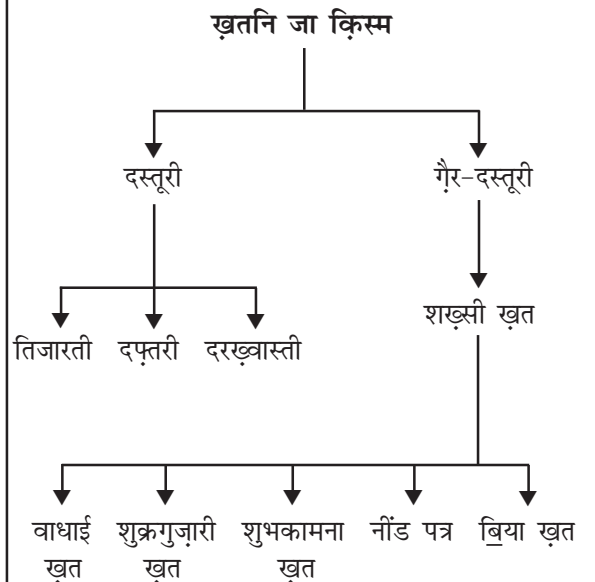 ख़तनि जा क़िस्म
दस्तूरी ग़ैर-दस्तूरी
शख़्सी ख़त
तिजारती दफ़्तरी दरख़्वास्ती
वाधाई शुक्रगुज़ारी शुभकामना नींड पत्र ॿिया ख़त
ख़त ख़त ख़त